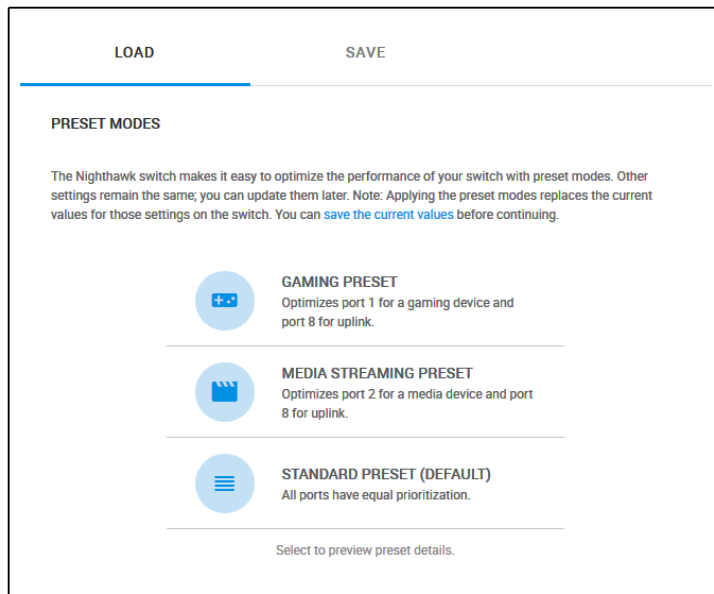 LOAD
SAVE
PRESET MODES
The Nighthawk switch makes it easy to optimize the performance of your switch with preset modes. Other
settings remain the same; you can update them later. Note: Applying the preset modes replaces the current
values for those settings on the switch. You can save the current values before continuing.
GAMING PRESET
Optimizes port 1 for a gaming device and
port 8 for uplink.
MEDIA STREAMING PRESET
Optimizes port 2 for a media device and port
8 for uplink.
STANDARD PRESET (DEFAULT)
All ports have equal prioritization.
Select to preview preset details.